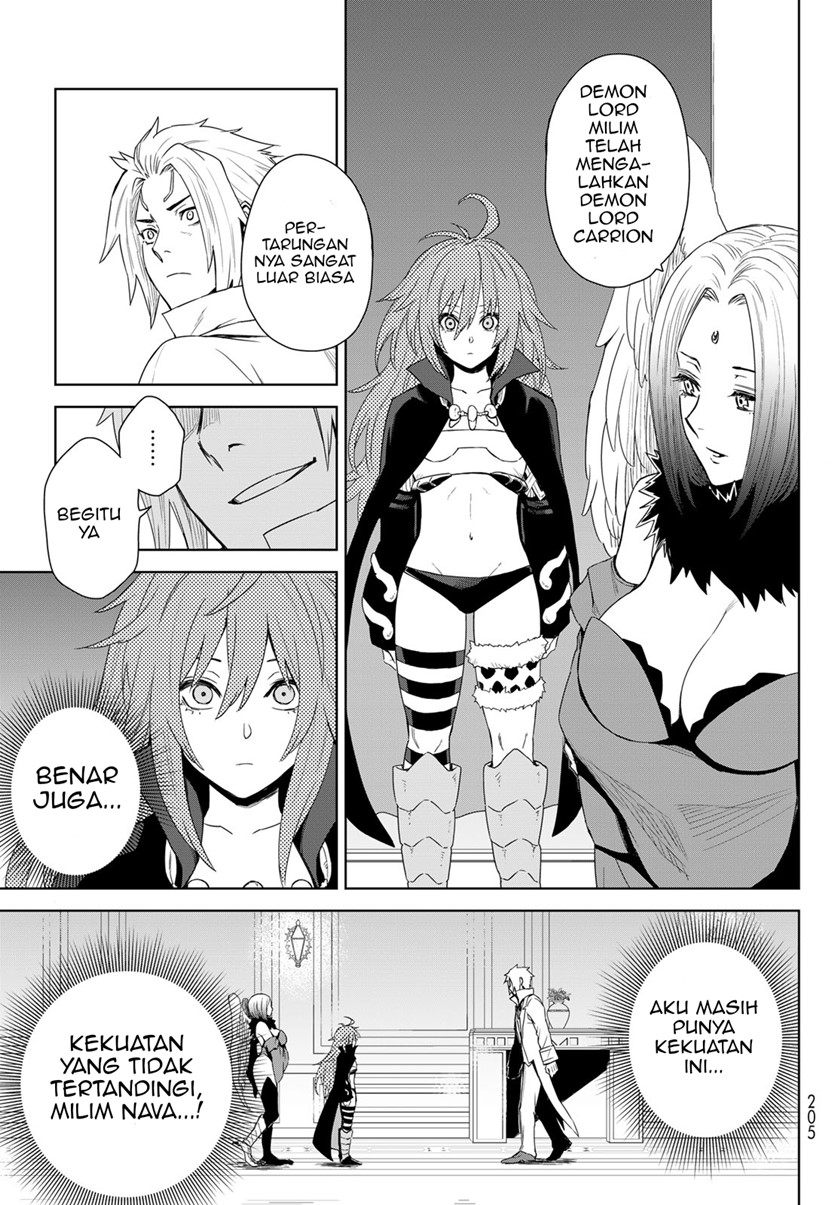 DEMON
LORD
MILIM
TELAH
MENGA-
LAHKAN
DEMON
LORD
CARRION
PER-
TARUNGAN
NYA SANGAT
LUAR BIASA
......
BEGITU
YA
BENAR
JUGA...
AKU MASIH
PUNYA
KEKUATAN
INI...
KEKUATAN
YANG TIDAK
TERTANDINGI,
MILIM NAVA...!
205